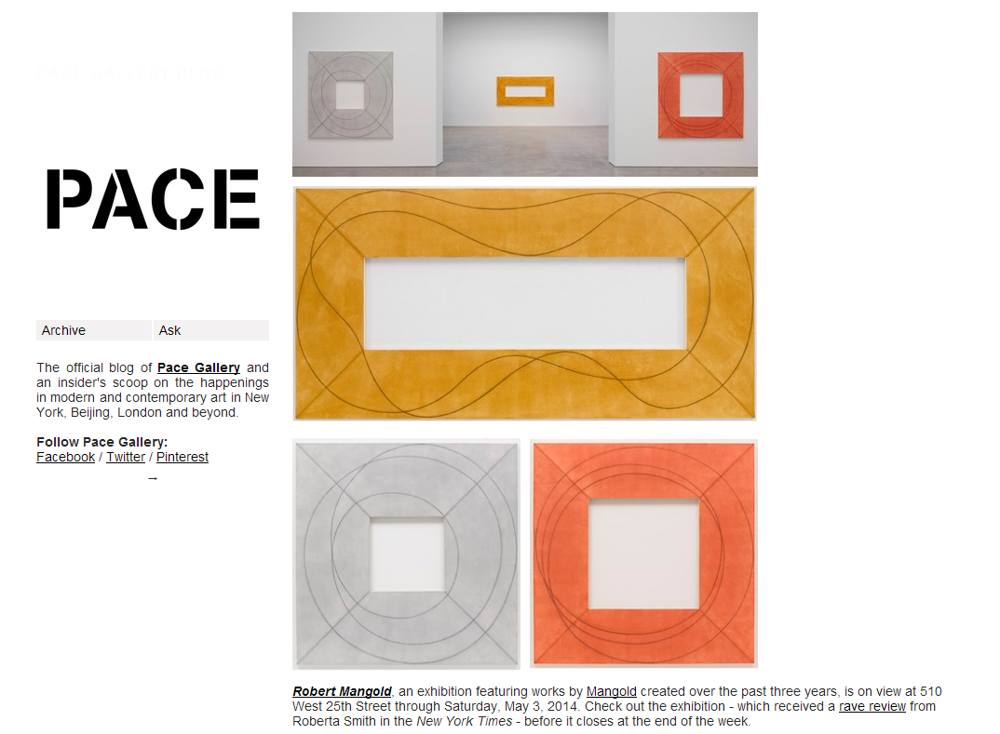 PACE
Archive
Ask
The official blog of Pace Gallery and
an insider's scoop on the happenings
in modern and contemporary art in New
York, Beijing, London and beyond.
Follow Pace Gallery:
Facebook / Twitter / Pinterest
→
Robert Mangold, an exhibition featuring works by Mangold created over the past three years, is on view at 510
West 25th Street through Saturday, May 3, 2014. Check out the exhibition - which received a rave review from
Roberta Smith in the New York Times - before it closes at the end of the week.